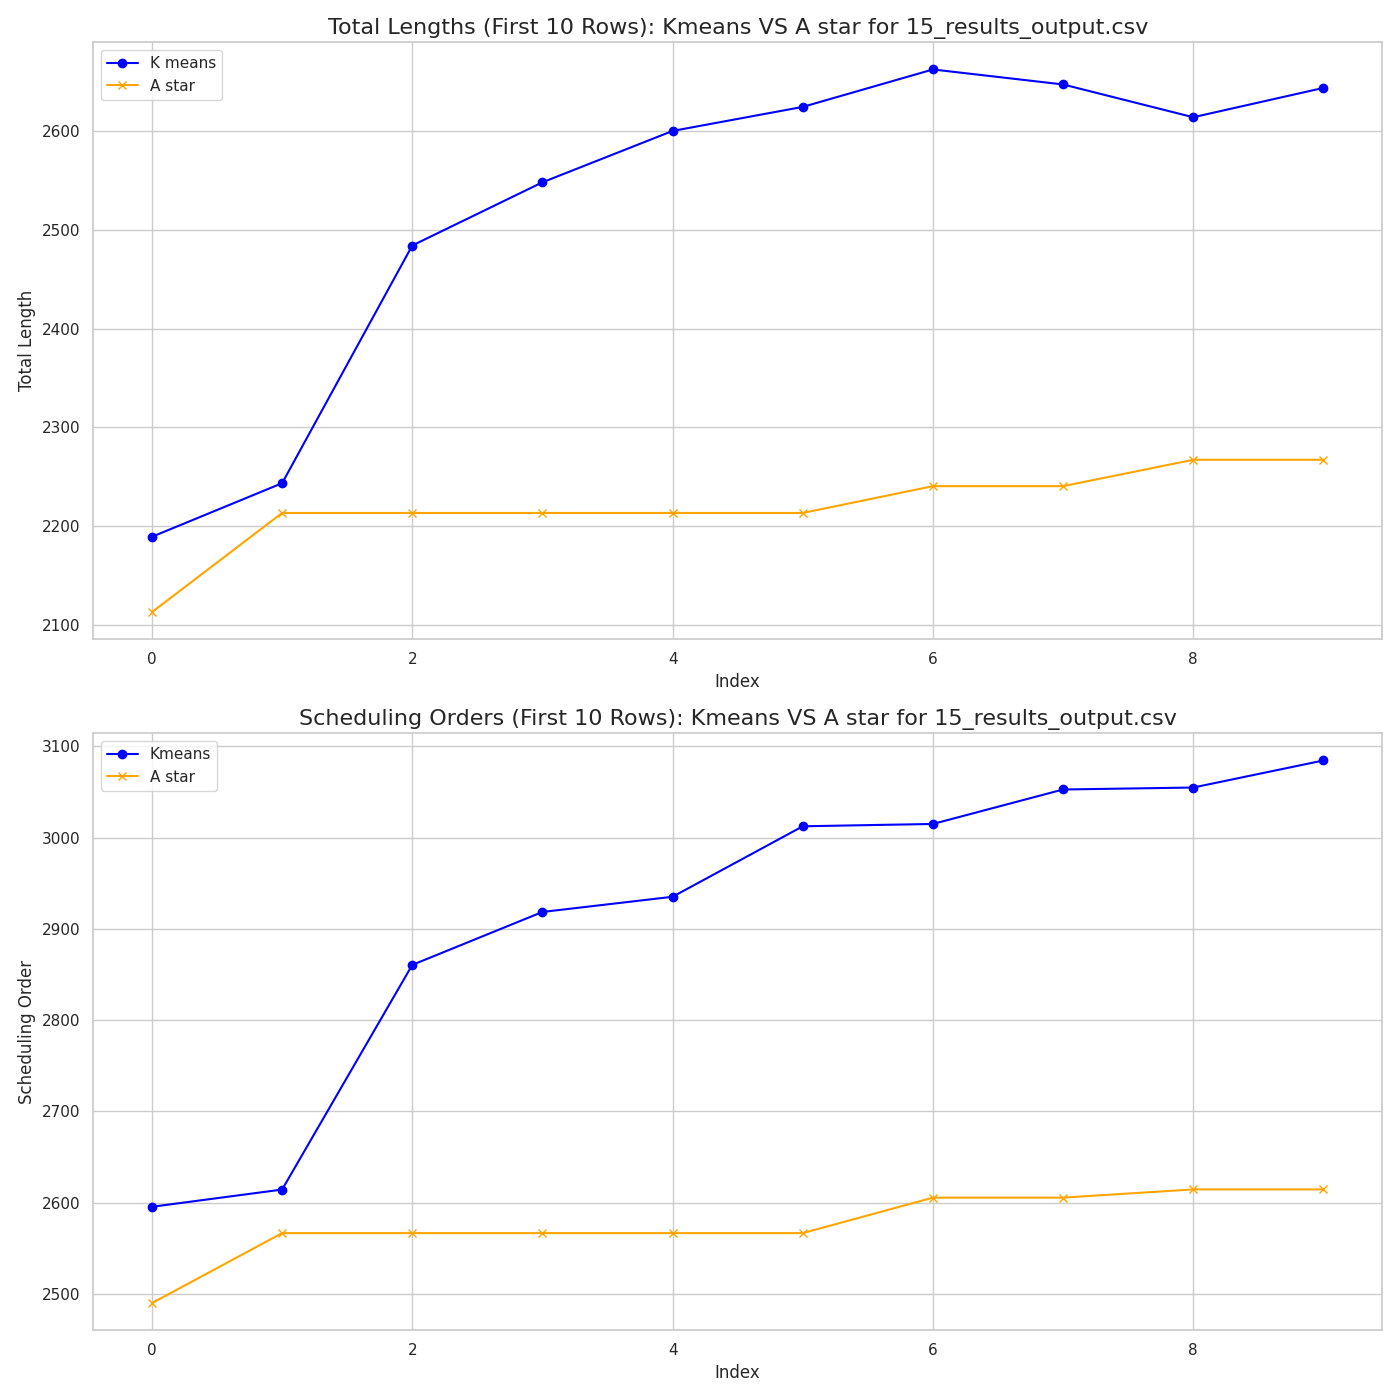 Total Lengths (First 10 Rows): Kmeans VS A star for 15_results_output.csv
K means
A star
2600
2500
2400
2300
2200
2100
Total Length
0 2 4 6 8
Index
Scheduling Orders (First 10 Rows): Kmeans VS A star for 15_results_output.csv
Kmeans
A star
3100
3000
2900
2800
2700
2600
2500
Scheduling Order
0 2 4 6 8
Index